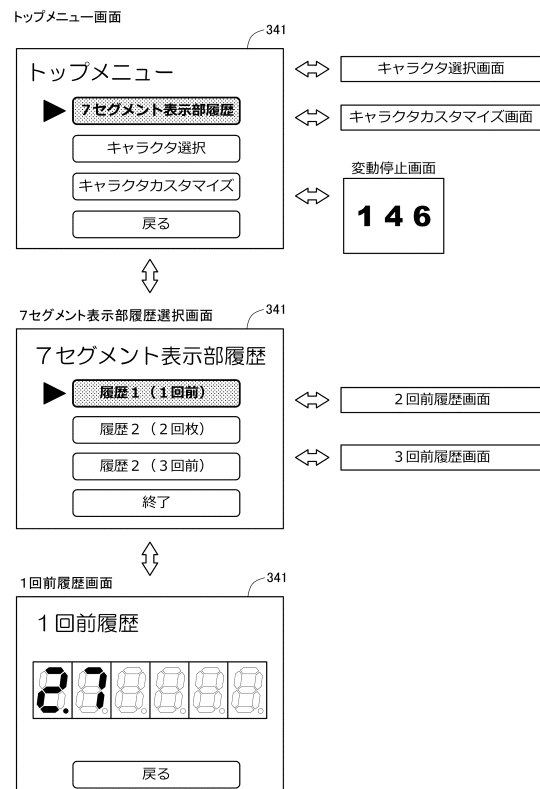 トップメニュー画面
341
トップメニュー
7セグメント表示部履歴
キャラクタ選択
キャラクタカスタマイズ
戻る
キャラクタ選択画面
キャラクタカスタマイズ画面
変動停止画面
1 4 6
7セグメント表示部履歴選択画面
341
7セグメント表示部履歴
履歴1（1回前）
履歴2（2回枚）
履歴2（3回前）
終了
2回前履歴画面
3回前履歴画面
1回前履歴画面
341
1回前履歴
2.7
戻る